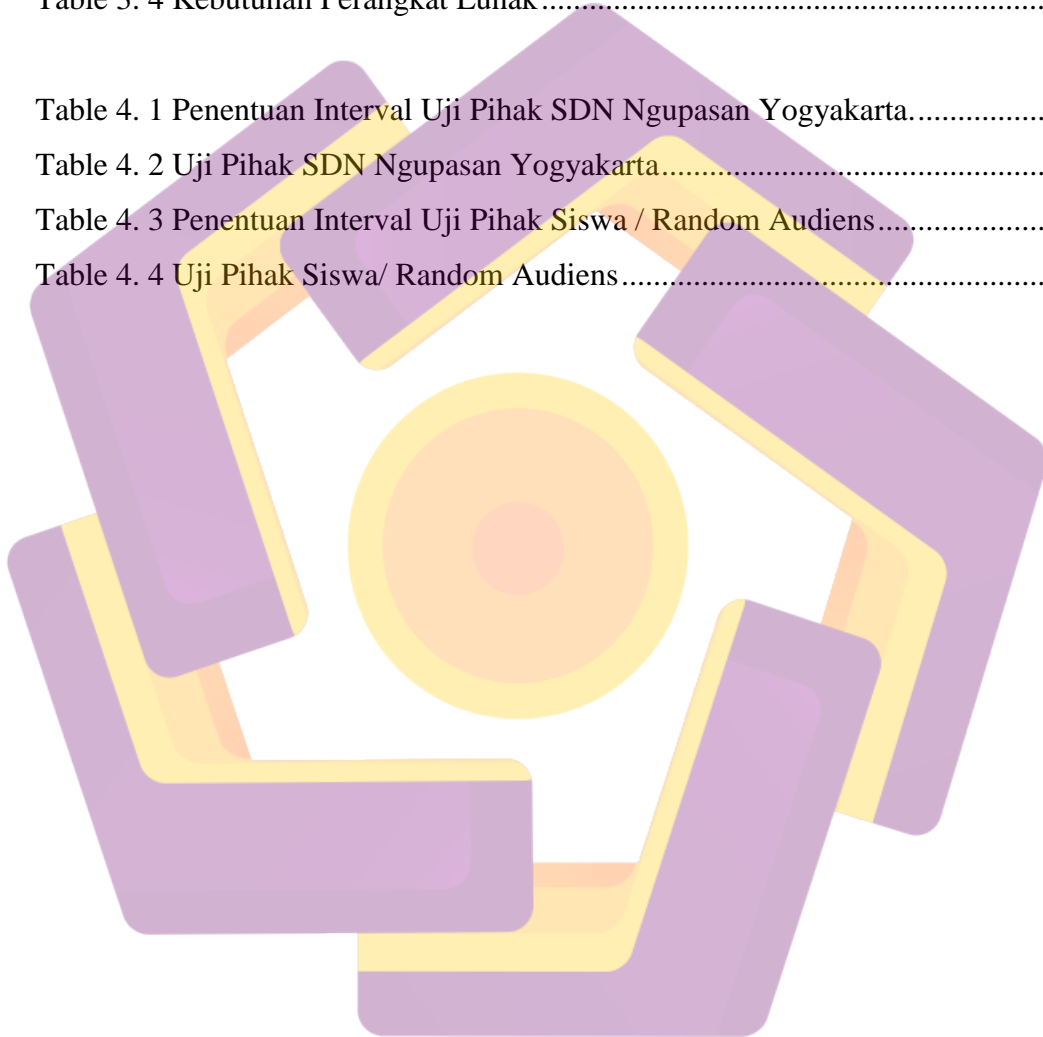 Table 3. 4 Kebutuhan Perangkat Lunak................................................................
Table 4. 1 Penentuan Interval Uji Pihak SDN Ngupasan Yogyakarta.................
Table 4. 2 Uji Pihak SDN Ngupasan Yogyakarta................................................
Table 4. 3 Penentuan Interval Uji Pihak Siswa / Random Audiens.....................
Table 4. 4 Uji Pihak Siswa/ Random Audiens.....................................................